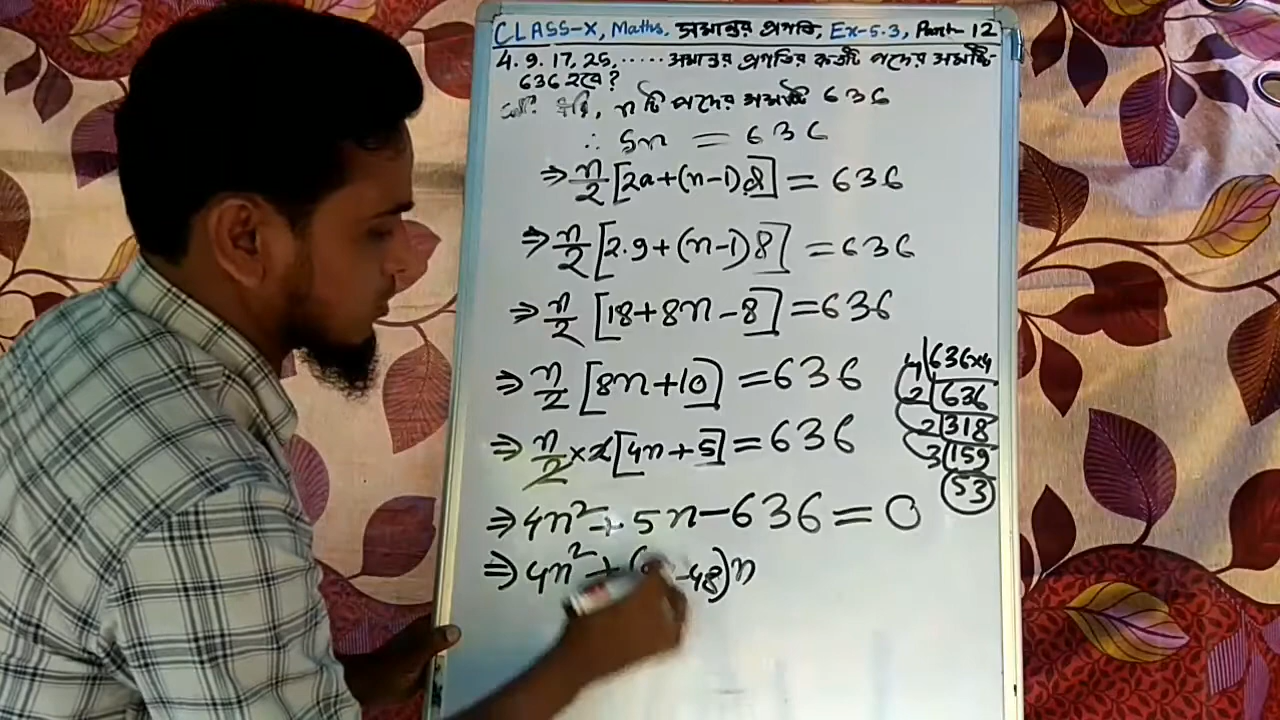 CLASS-X, Maths, সমান্তর প্রগতি, Ex-5.3, Part-12
4. 9. 17, 25, ...... সমান্তর প্রগতির কতটি পদের সমষ্টি
636 হবে?
ধরি, n টি পদের সমষ্টি 636
∴ Sn = 636
⇒ n/2 [2a+(n-1)d] = 636
⇒ n/2 [2.9+(n-1)8] = 636
⇒ n/2 [18+8n-8] = 636
⇒ n/2 [8n+10] = 636
⇒ n/2 × 2[4n+5] = 636
⇒ 4n²+5n-636 = 0
⇒ 4n²+( -48)n
4|636×4
2|636
2|318
3|159
53